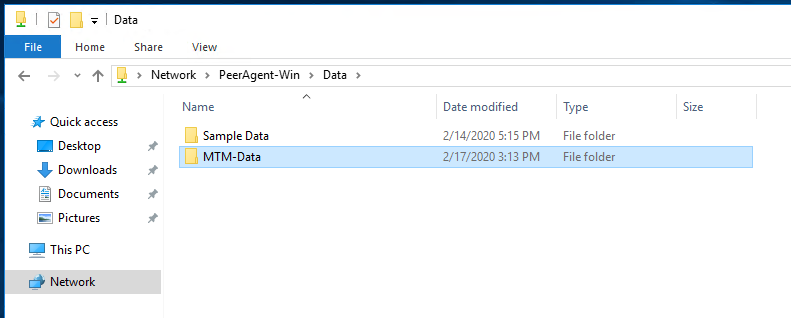 Data
File Home Share View
Network PeerAgent-Win Data
Name Date modified Type Size
Quick access
Desktop
Downloads
Documents
Pictures
This PC
Network
Sample Data 2/14/2020 5:15 PM File folder
MTM-Data 2/17/2020 3:13 PM File folder